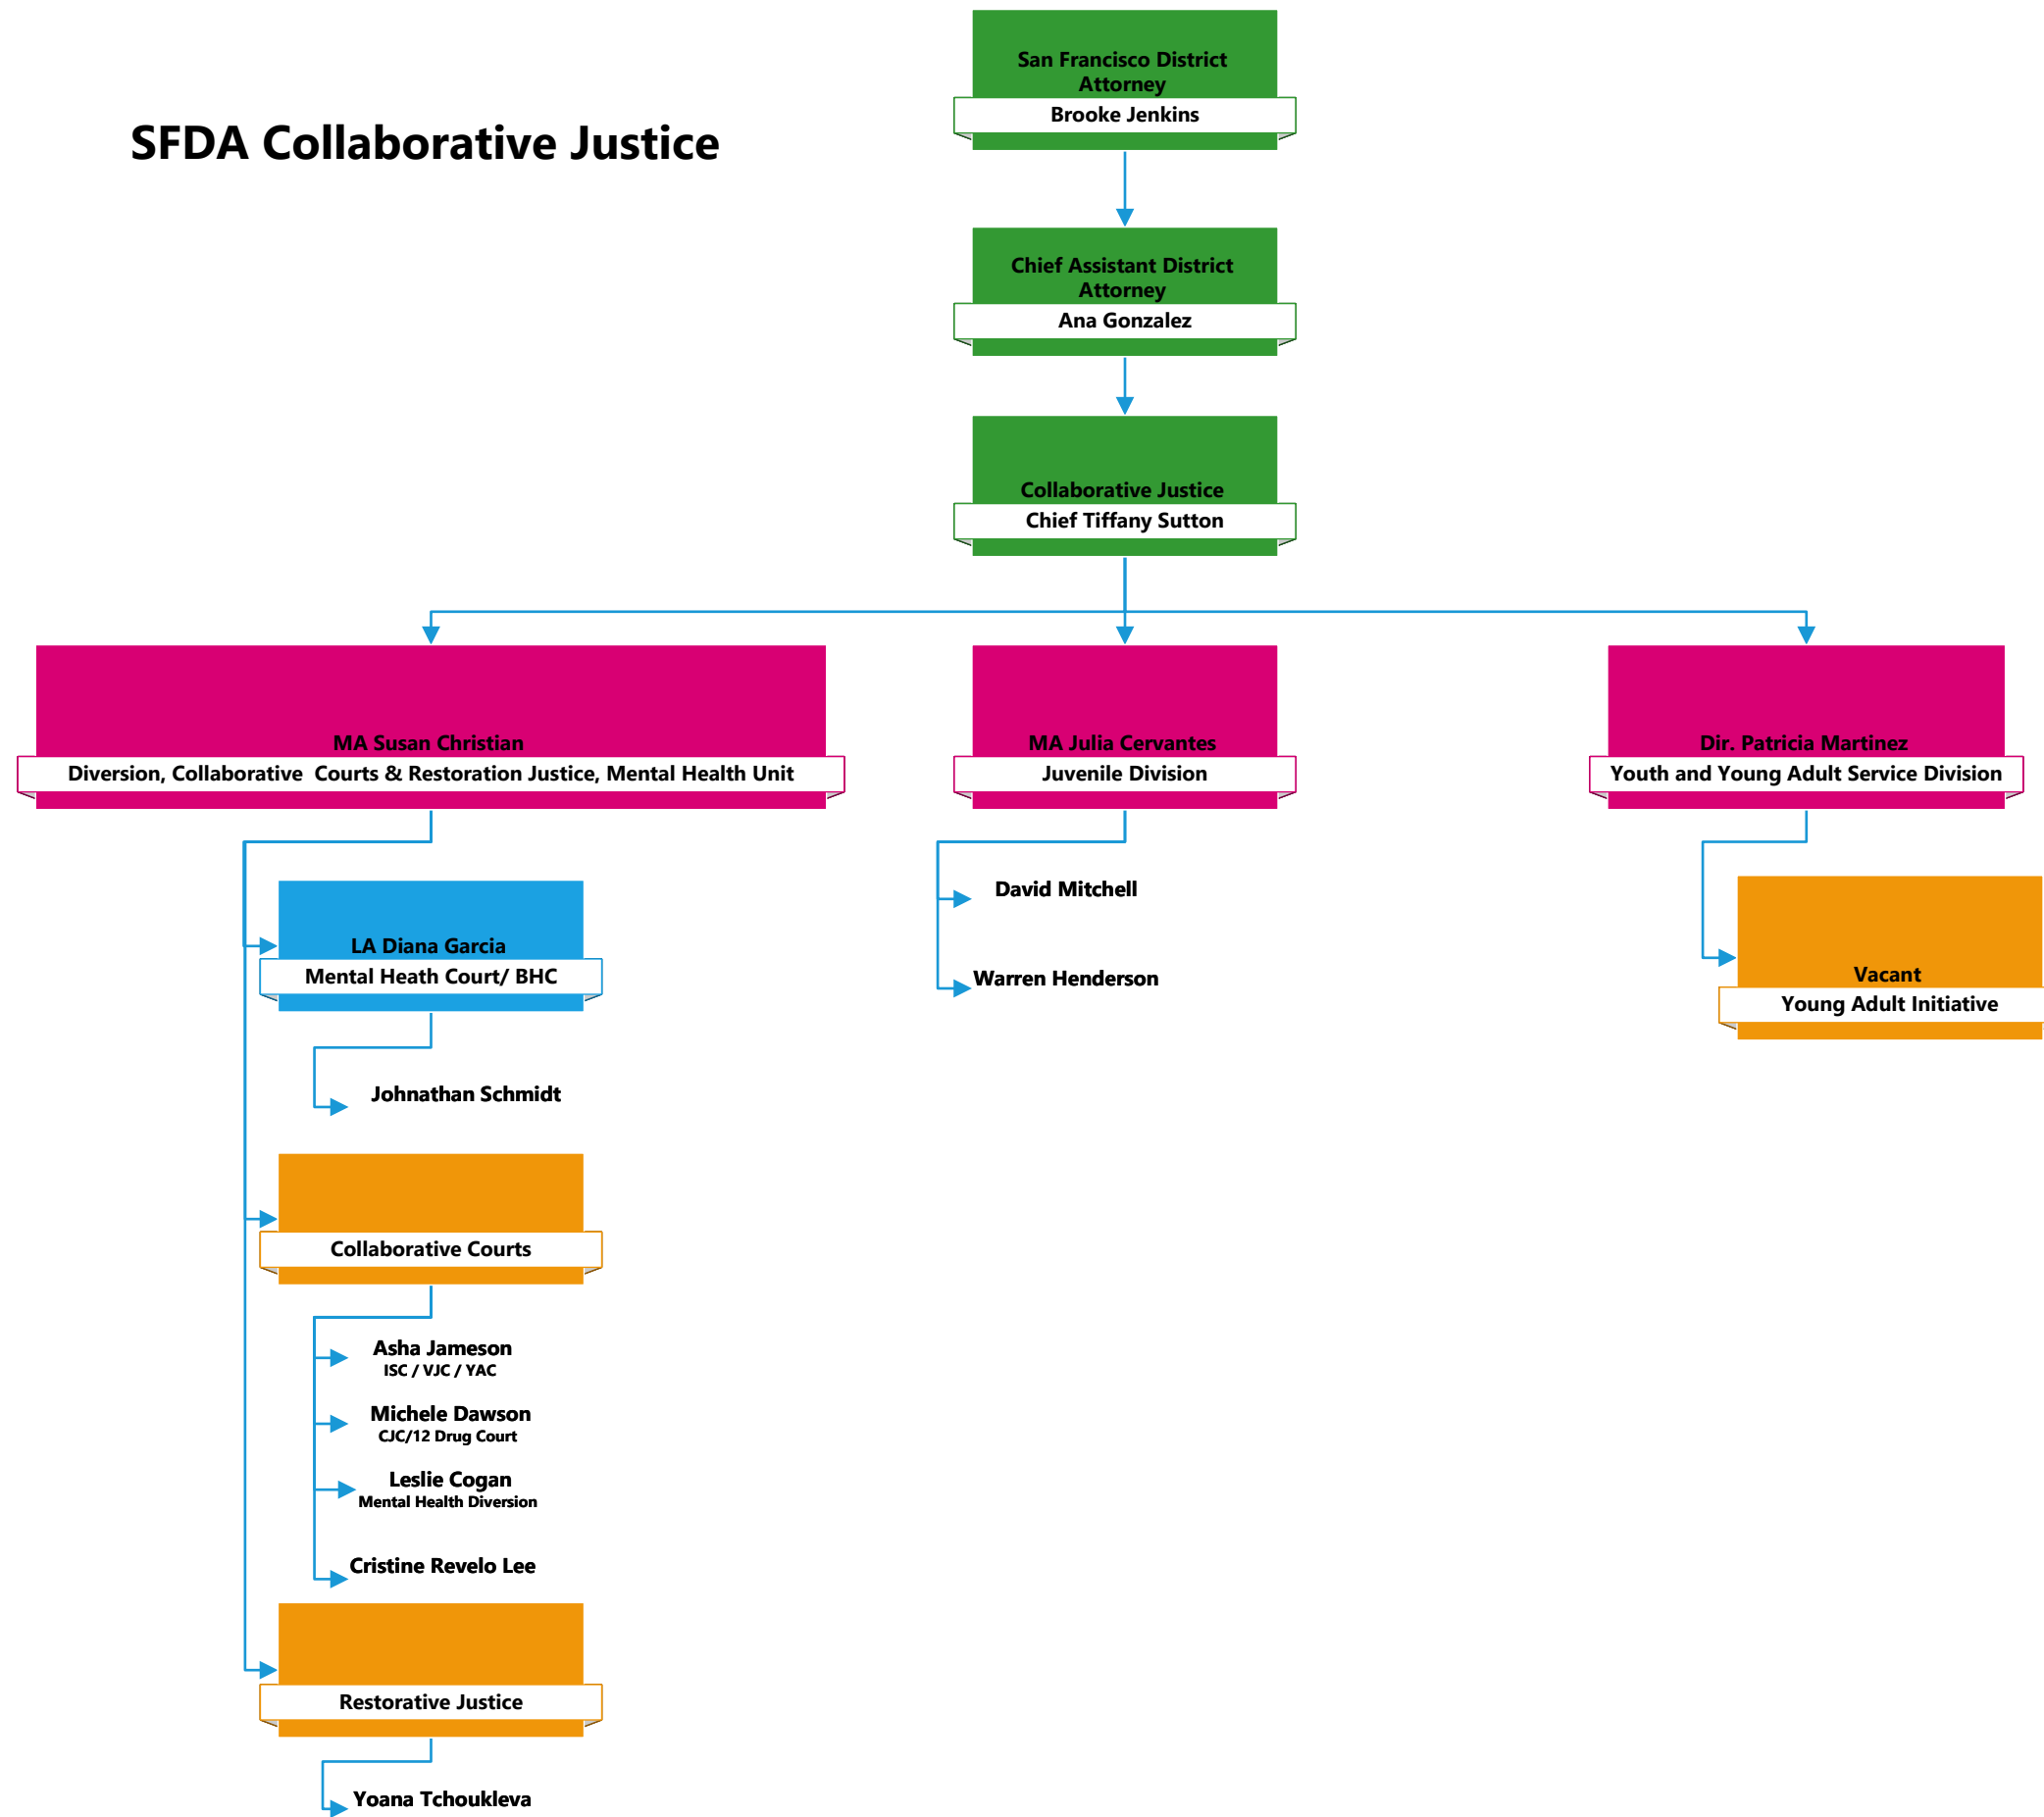 SFDA Collaborative Justice
San Francisco District
Attorney
Brooke Jenkins
Chief Assistant District
Attorney
Ana Gonzalez
Collaborative Justice
Chief Tiffany Sutton
MA Susan Christian
Diversion, Collaborative  Courts & Restoration Justice, Mental Health Unit
MA Julia Cervantes
Juvenile Division
Dir. Patricia Martinez
Youth and Young Adult Service Division
LA Diana Garcia
Mental Heath Court/ BHC
Johnathan Schmidt
Collaborative Courts
Asha Jameson
ISC / VJC / YAC
Michele Dawson
CJC/12 Drug Court
Leslie Cogan
Mental Health Diversion
Cristine Revelo Lee
Restorative Justice
Yoana Tchoukleva
David Mitchell
Warren Henderson
Vacant
Young Adult Initiative